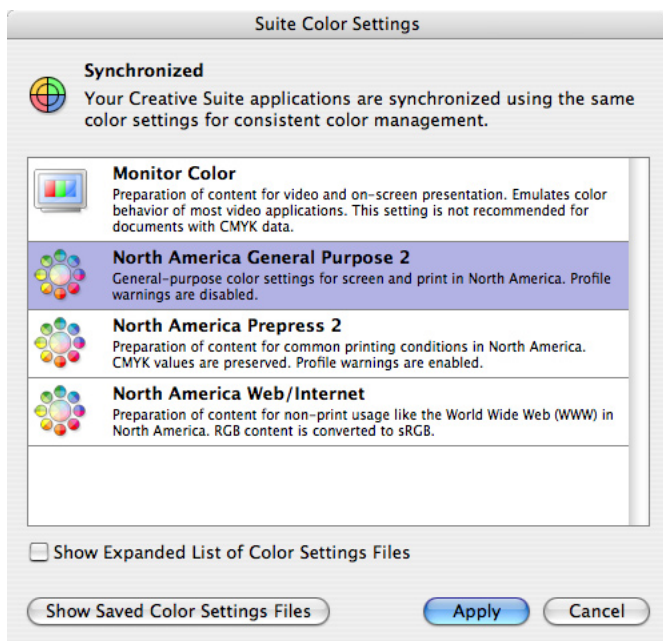 Suite Color Settings
Synchronized
Your Creative Suite applications are synchronized using the same
color settings for consistent color management.
Monitor Color
Preparation of content for video and on-screen presentation. Emulates color
behavior of most video applications. This setting is not recommended for
documents with CMYK data.
North America General Purpose 2
General-purpose color settings for screen and print in North America. Profile
warnings are disabled.
North America Prepress 2
Preparation of content for common printing conditions in North America.
CMYK values are preserved. Profile warnings are enabled.
North America Web/Internet
Preparation of content for non-print usage like the World Wide Web (WWW) in
North America. RGB content is converted to sRGB.
Show Expanded List of Color Settings Files
Show Saved Color Settings Files Apply Cancel